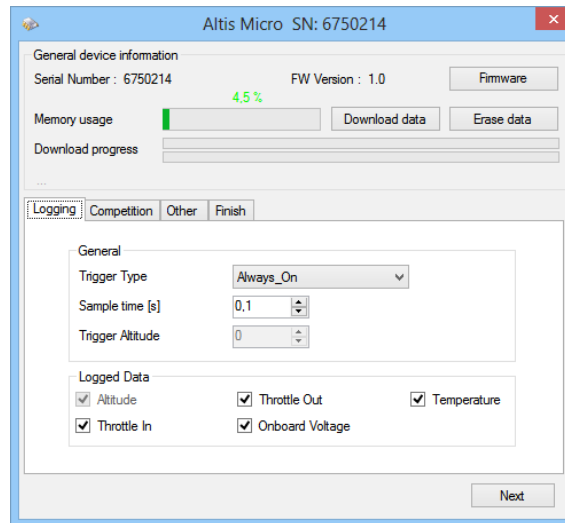 Altis Micro  SN: 6750214
General device information
Serial Number :  6750214
FW Version :  1.0
Firmware
4,5 %
Memory usage
Download data
Erase data
Download progress
...
Logging
Competition
Other
Finish
General
Trigger Type
Always_On
Sample time [s]
0,1
Trigger Altitude
0
Logged Data
Altitude
Throttle Out
Temperature
Throttle In
Onboard Voltage
Next